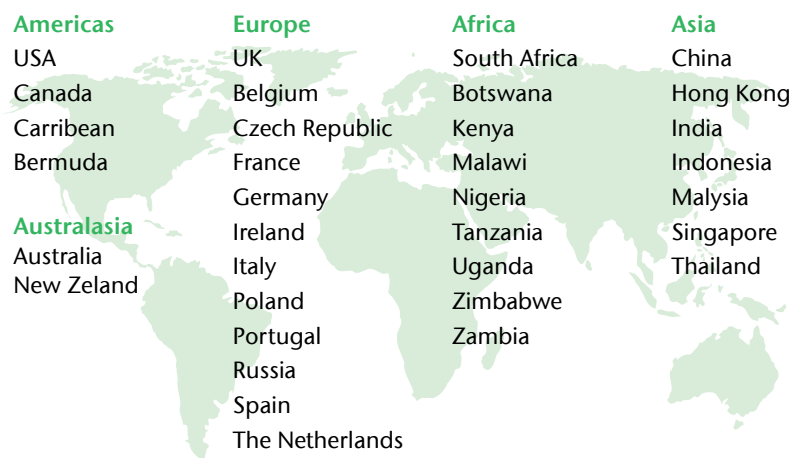 Americas
USA
Canada
Carribean
Bermuda
Australasia
Australia
New Zeland
Europe
UK
Belgium
Czech Republic
France
Germany
Ireland
Italy
Poland
Portugal
Russia
Spain
The Netherlands
Africa
South Africa
Botswana
Kenya
Malawi
Nigeria
Tanzania
Uganda
Zimbabwe
Zambia
Asia
China
Hong Kong
India
Indonesia
Malysia
Singapore
Thailand